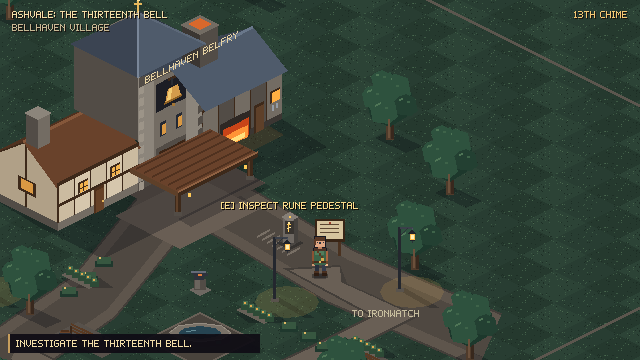 ASHVALE: THE THIRTEENTH BELL
BELLHAVEN VILLAGE
13TH CHIME
BELLHAVEN BELFRY
[E] INSPECT RUNE PEDESTAL
TO IRONWATCH
INVESTIGATE THE THIRTEENTH BELL.